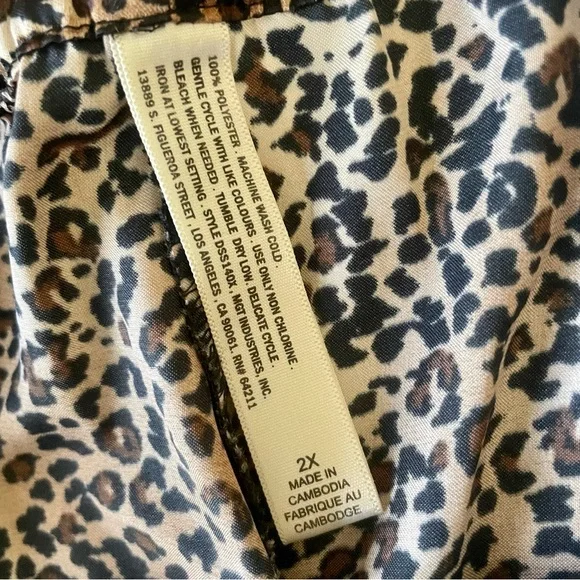 100% POLYESTER . MACHINE WASH COLD .
GENTLE CYCLE WITH LIKE COLOURS . USE ONLY NON CHLORINE .
BLEACH WHEN NEEDED . TUMBLE DRY LOW. DELICATE CYCLE .
IRON AT LOWEST SETTING . STYLE DSS140X . MGT INDUSTRIES, INC.
13889 S. FIGUEROA STREET , LOS ANGELES , CA 90061. RN# 64211
2X
MADE IN
CAMBODIA
FABRIQUE AU
CAMBODGE